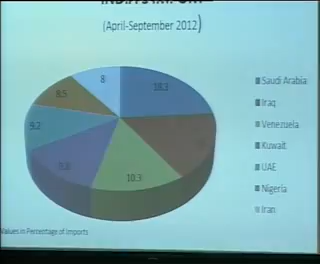 (April-September 2012)
18.3
8
8.5
9.2
10.3
Saudi Arabia
Iraq
Venezuela
Kuwait
UAE
Nigeria
Iran
Values in Percentage of Imports